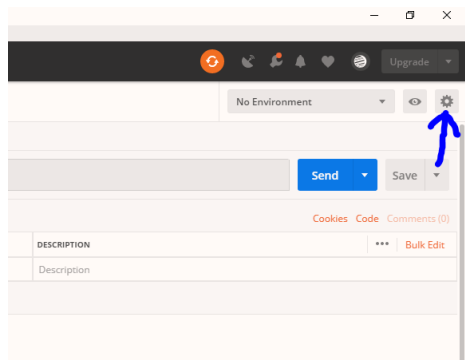 Upgrade
No Environment
Send Save
Cookies Code Comments (0)
DESCRIPTION ••• Bulk Edit
Description